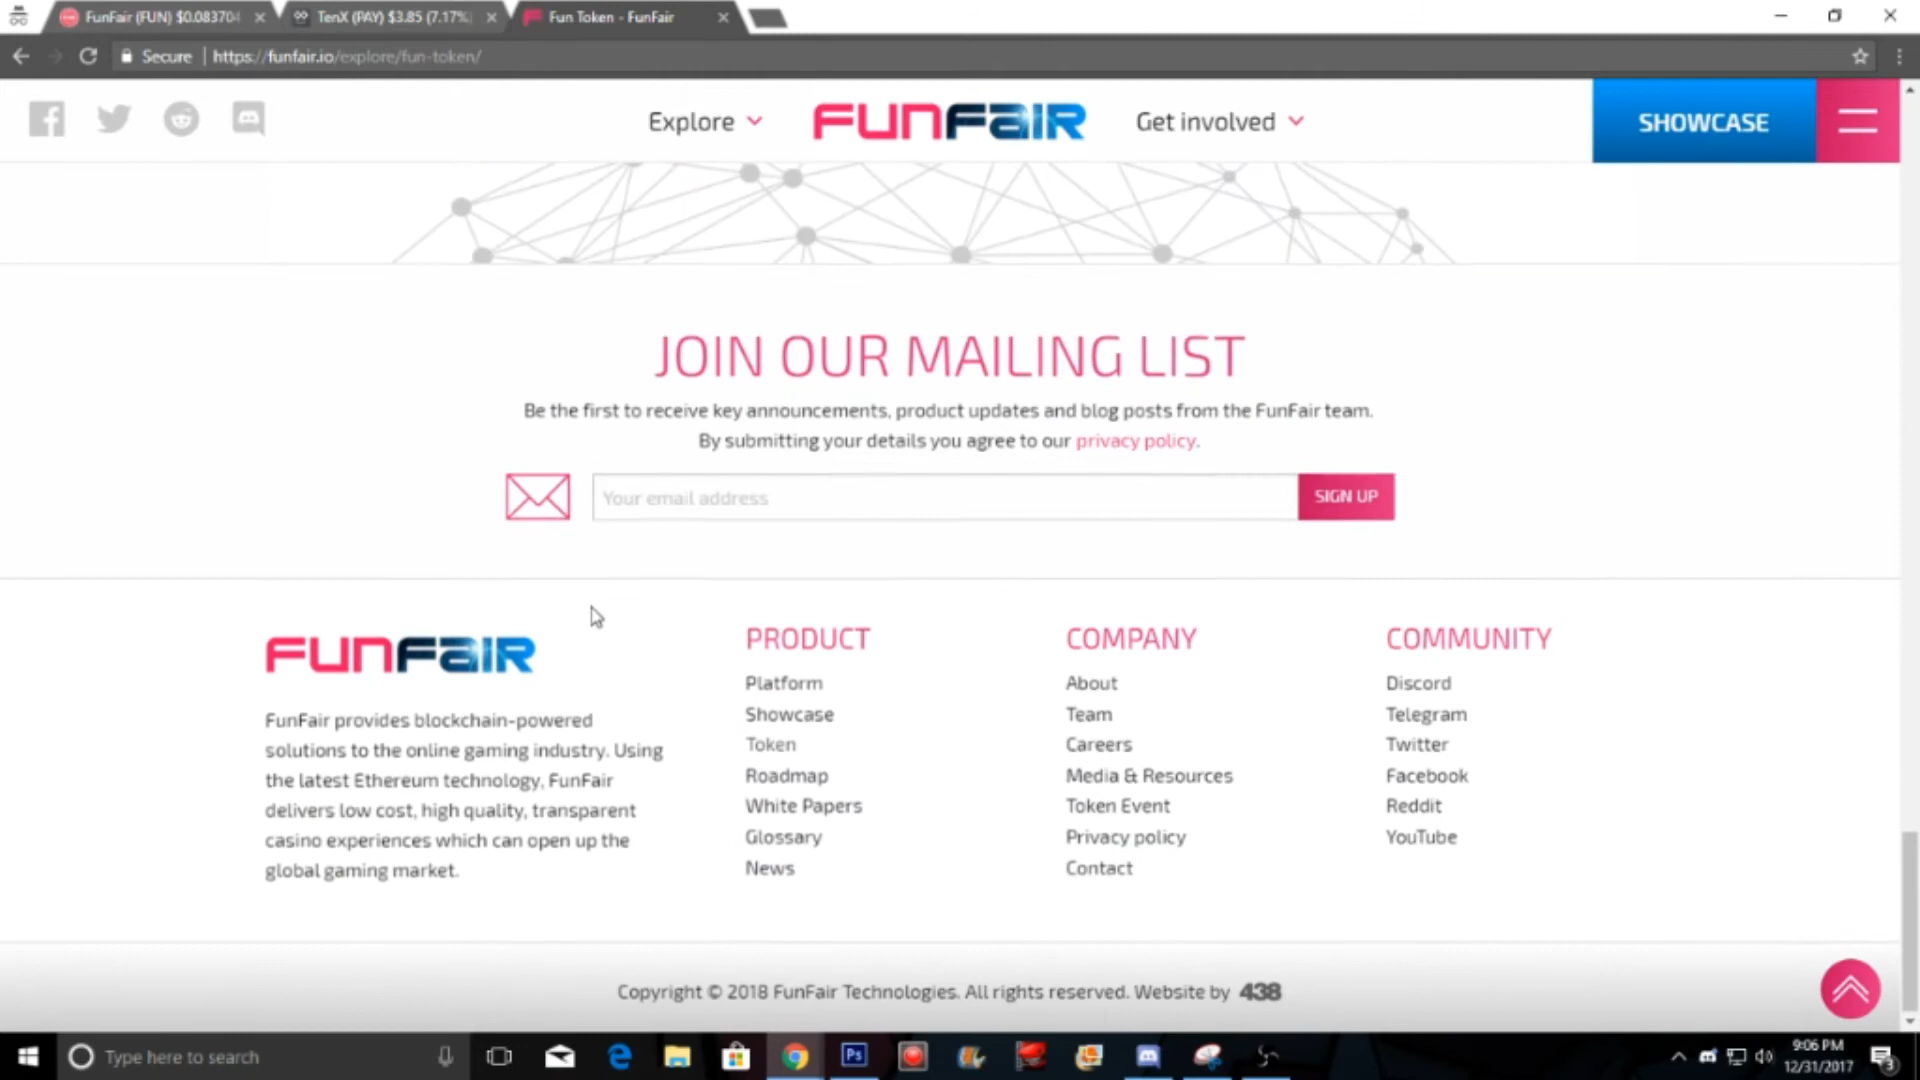 FunFair (FUN) $0.083704
TenX (PAY) $3.85 (7.17%
Fun Token - FunFair
Secure
https://funfair.io/explore/fun-token/
Explore
FUNFAIR
Get involved
SHOWCASE
JOIN OUR MAILING LIST
Be the first to receive key announcements, product updates and blog posts from the FunFair team.
By submitting your details you agree to our privacy policy.
Your email address
SIGN UP
FUNFAIR
FunFair provides blockchain-powered
solutions to the online gaming industry. Using
the latest Ethereum technology, FunFair
delivers low cost, high quality, transparent
casino experiences which can open up the
global gaming market.
PRODUCT
Platform
Showcase
Token
Roadmap
White Papers
Glossary
News
COMPANY
About
Team
Careers
Media & Resources
Token Event
Privacy policy
Contact
COMMUNITY
Discord
Telegram
Twitter
Facebook
Reddit
YouTube
Copyright © 2018 FunFair Technologies. All rights reserved. Website by 438
Type here to search
Ps
9:06 PM
12/31/2017
3